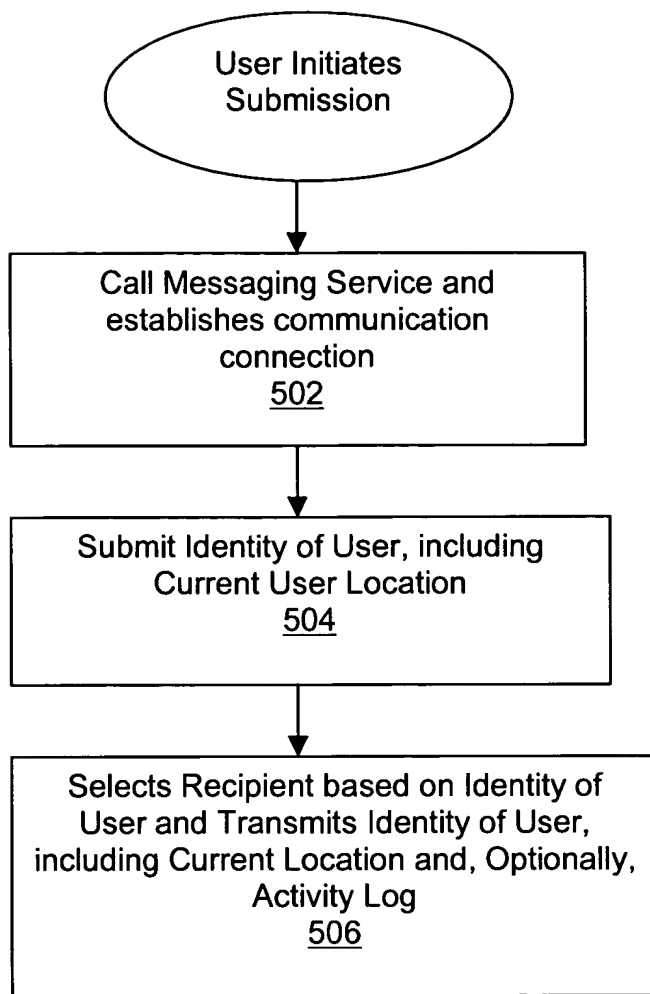 User Initiates
Submission
Call Messaging Service and
establishes communication
connection
502
Submit Identity of User, including
Current User Location
504
Selects Recipient based on Identity of
User and Transmits Identity of User,
including Current Location and, Optionally,
Activity Log
506